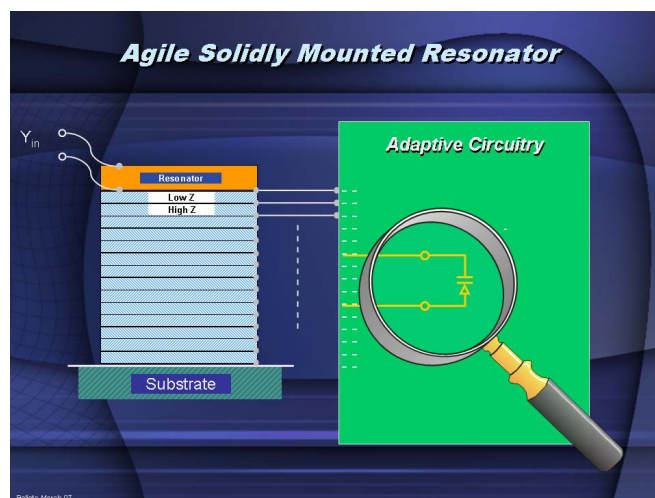 Agile Solidly Mounted Resonator
Y in
Adaptive Circuitry
Resonator
Low Z
High Z
Substrate